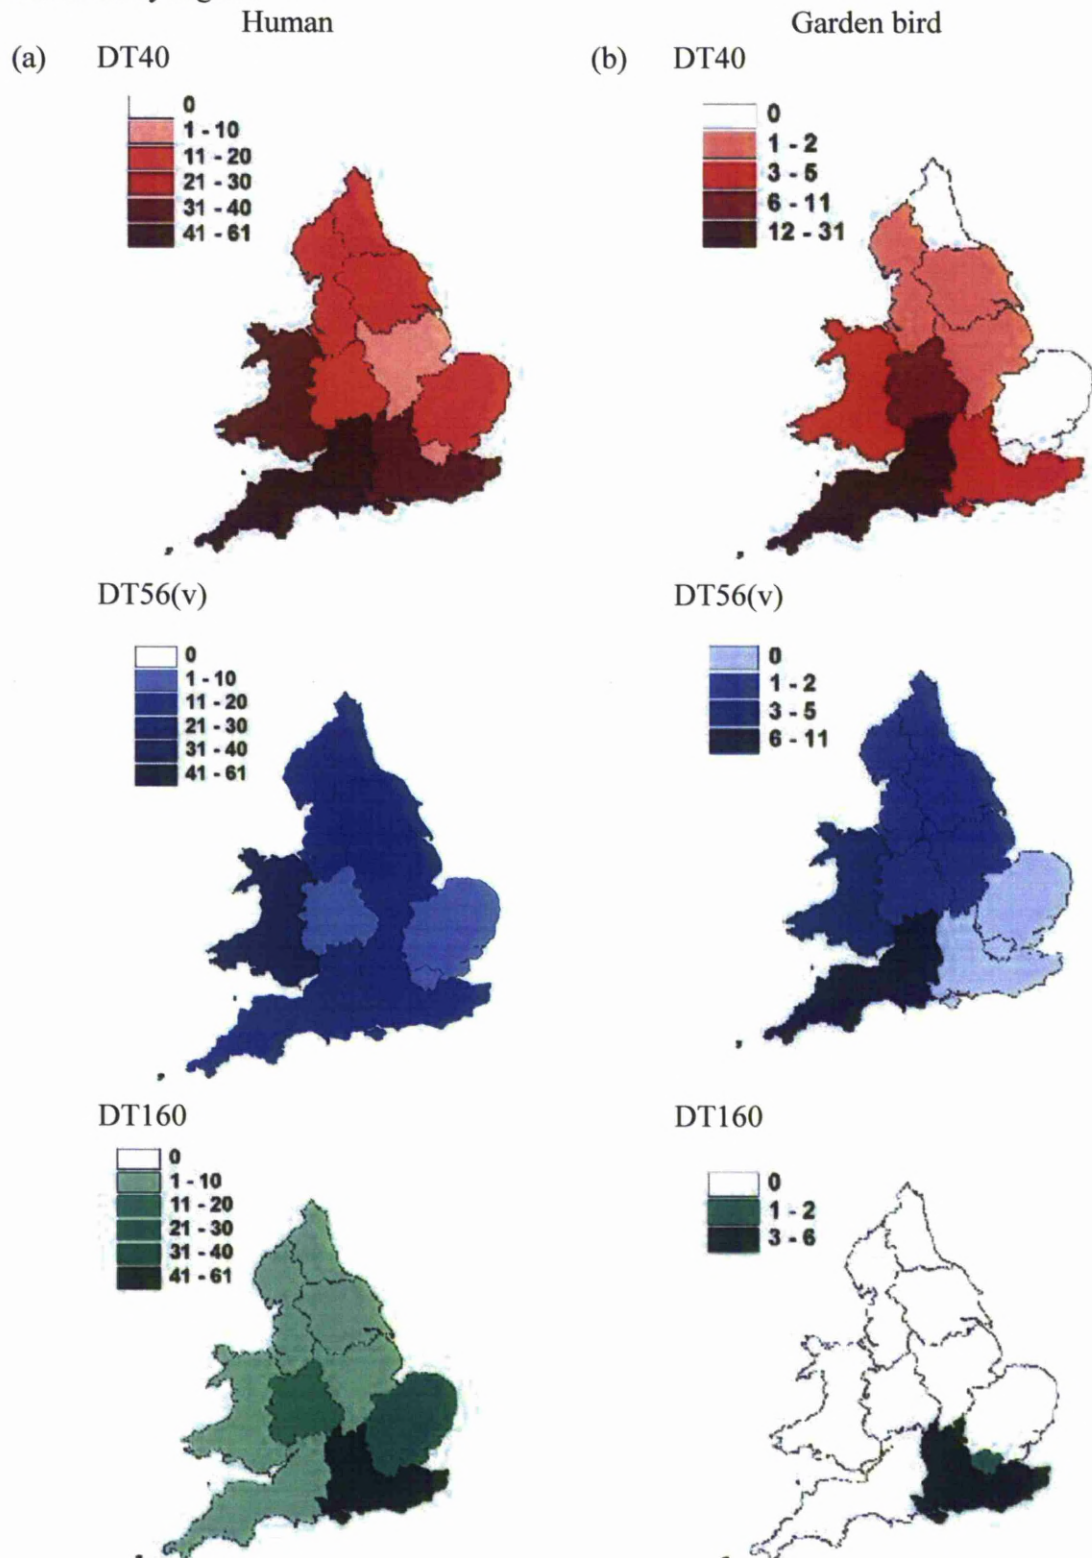 Human
Garden bird
(a) DT40
(b) DT40
0
1 - 10
11 - 20
21 - 30
31 - 40
41 - 61
0
1 - 2
3 - 5
6 - 11
12 - 31
DT56(v)
DT56(v)
0
1 - 10
11 - 20
21 - 30
31 - 40
41 - 61
0
1 - 2
3 - 5
6 - 11
DT160
DT160
0
1 - 10
11 - 20
21 - 30
31 - 40
41 - 61
0
1 - 2
3 - 6